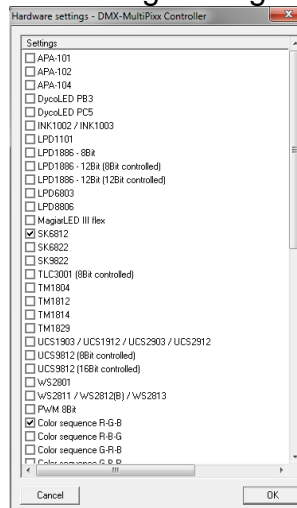 Hardware settings - DMX-MultiPixx Controller
Settings
APA-101
APA-102
APA-104
DycoLED PB3
DycoLED PC5
INK1002 / INK1003
LPD1101
LPD1886 - 8Bit
LPD1886 - 12Bit (8Bit controlled)
LPD1886 - 12Bit (12Bit controlled)
LPD6803
LPD8806
MagiarLED III flex
SK6812
SK6822
SK9822
TLC3001 (8Bit controlled)
TM1804
TM1812
TM1814
TM1829
UCS1903 / UCS1912 / UCS2903 / UCS2912
UCS9812 (8Bit controlled)
UCS9812 (16Bit controlled)
WS2801
WS2811 / WS2812(B) / WS2813
PWM 8Bit
Color sequence R-G-B
Color sequence R-B-G
Color sequence G-R-B
Color sequence G-B-R
Cancel
OK